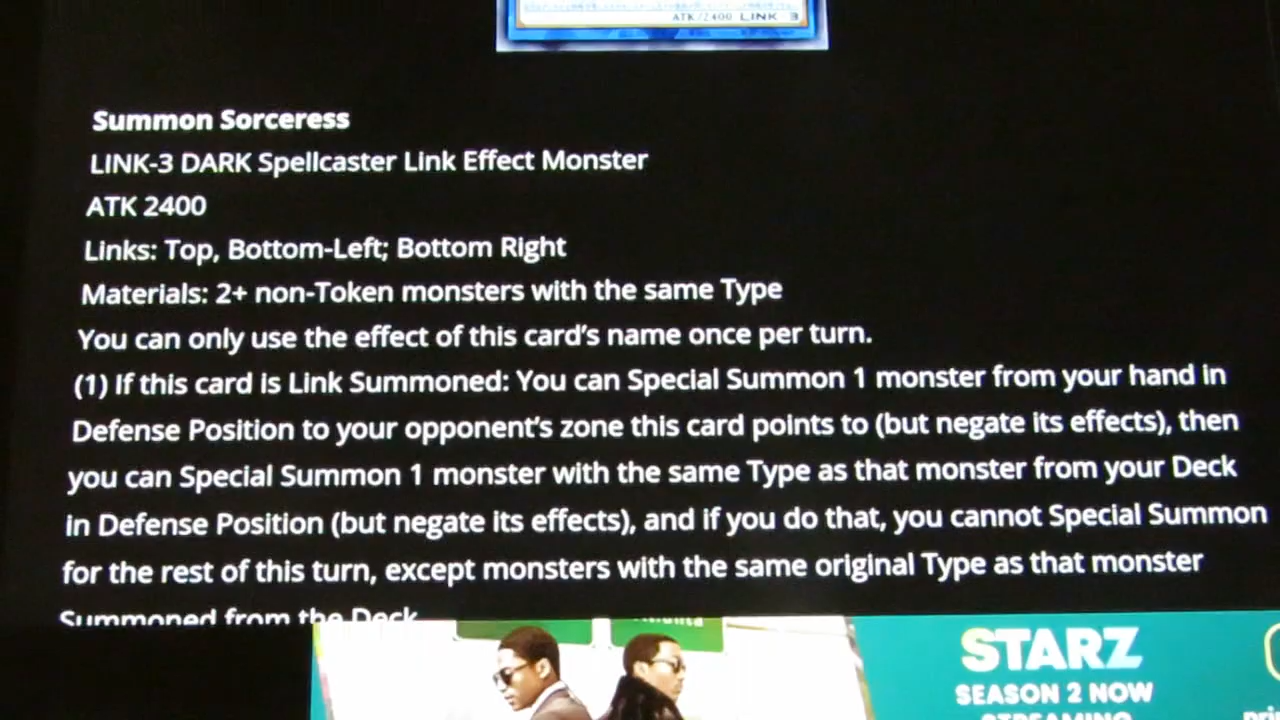 ATK/2400 LINK-3
Summon Sorceress
LINK-3 DARK Spellcaster Link Effect Monster
ATK 2400
Links: Top, Bottom-Left; Bottom Right
Materials: 2+ non-Token monsters with the same Type
You can only use the effect of this card's name once per turn.
(1) If this card is Link Summoned: You can Special Summon 1 monster from your hand in
Defense Position to your opponent's zone this card points to (but negate its effects), then
you can Special Summon 1 monster with the same Type as that monster from your Deck
in Defense Position (but negate its effects), and if you do that, you cannot Special Summon
for the rest of this turn, except monsters with the same original Type as that monster
Summoned from the Deck
STARZ
SEASON 2 NOW
STREAMING